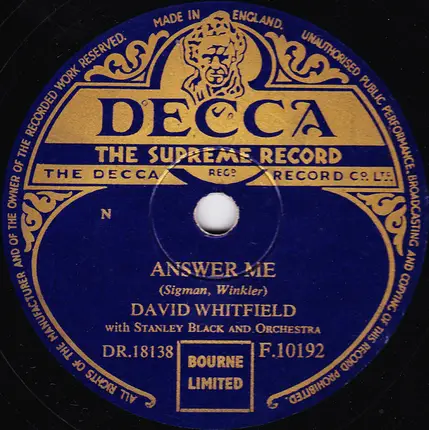 MADE IN ENGLAND.
ALL RIGHTS OF THE MANUFACTURER AND OF THE OWNER OF THE RECORDED WORK RESERVED.
UNAUTHORISED PUBLIC PERFORMANCE, BROADCASTING AND COPYING OF THIS RECORD PROHIBITED.
DECCA
THE SUPREME RECORD
THE DECCA REGD RECORD CO. LTD.
N
ANSWER ME
(Sigman, Winkler)
DAVID WHITFIELD
with STANLEY BLACK AND ORCHESTRA
DR.18138 BOURNE LIMITED F.10192